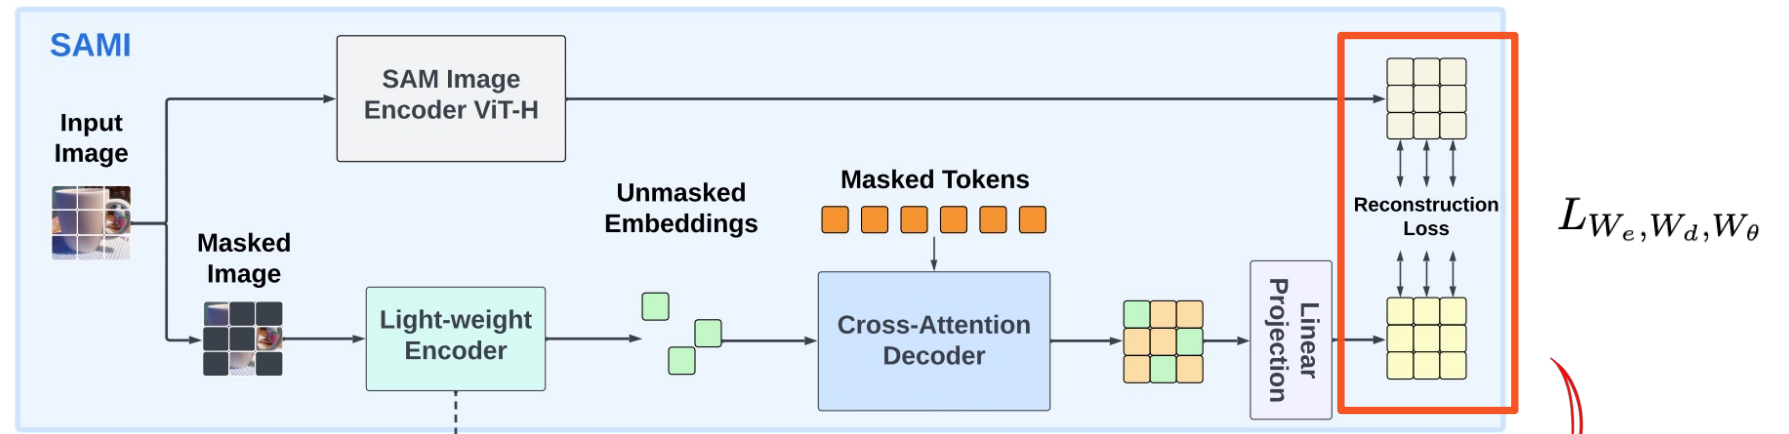 SAMI
SAM Image
Encoder ViT-H
Input
Image
Masked
Image
Light-weight
Encoder
Unmasked
Embeddings
Masked Tokens
Cross-Attention
Decoder
Linear
Projection
Reconstruction
Loss
L_{W_e,W_d,W_θ}